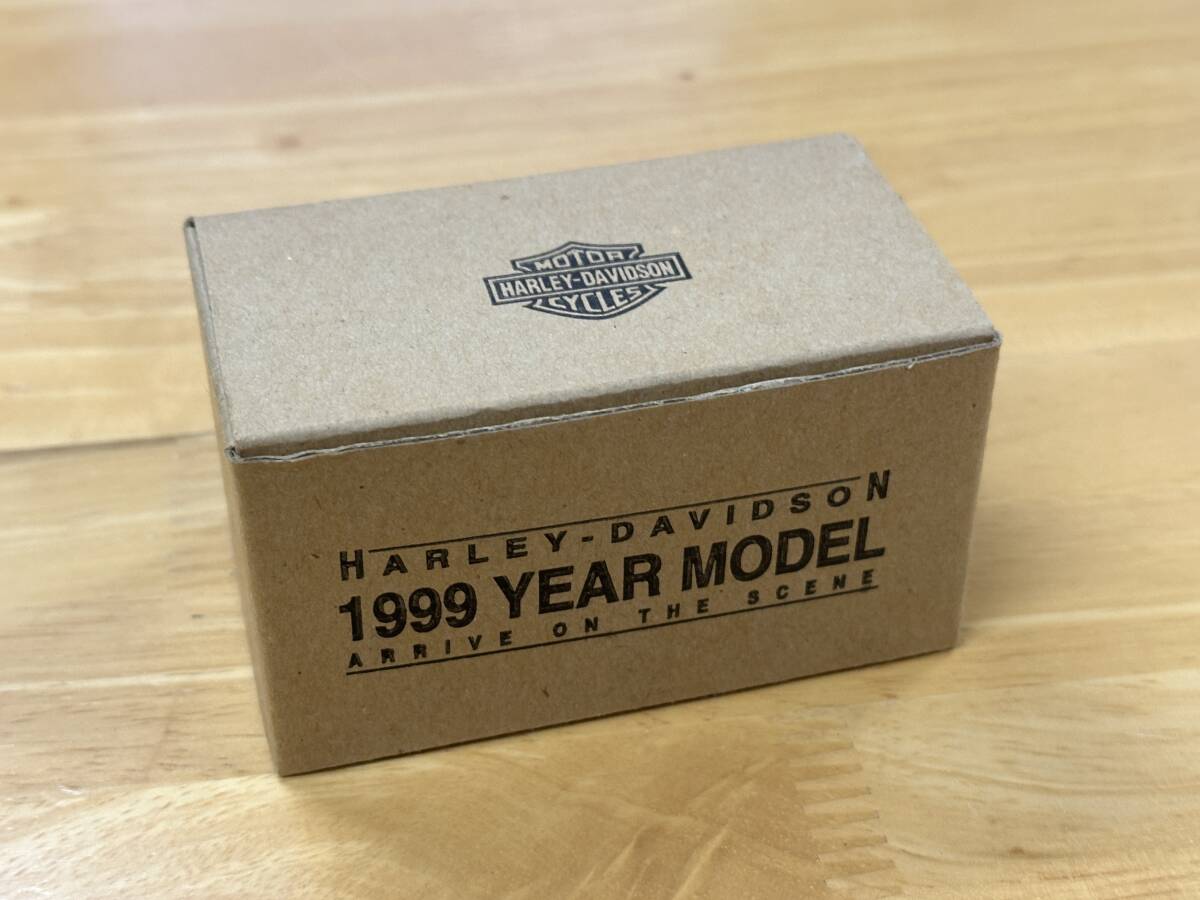 MOTOR
HARLEY-DAVIDSON
CYCLES
HARLEY-DAVIDSON
1999 YEAR MODEL
ARRIVE ON THE SCENE